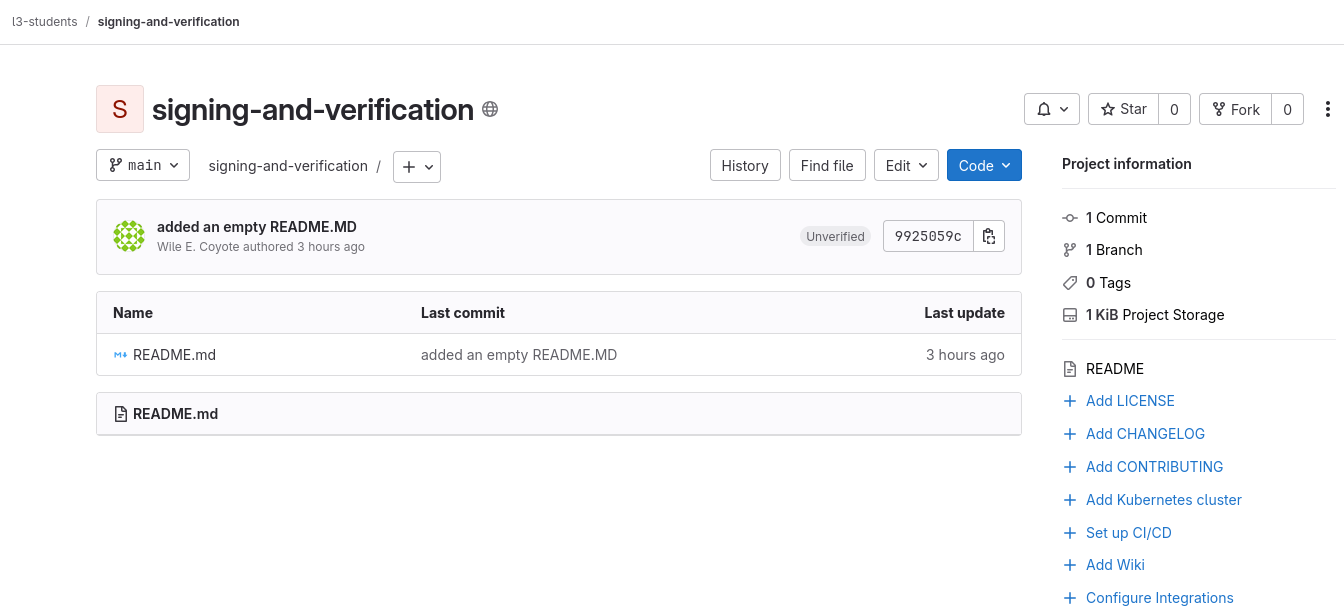 l3-students / signing-and-verification
S signing-and-verification
Star 0 Fork 0
main signing-and-verification / History Find file Edit Code
added an empty README.MD
Wile E. Coyote authored 3 hours ago
Unverified 9925059c
Name Last commit Last update
README.md added an empty README.MD 3 hours ago
README.md
Project information
1 Commit
1 Branch
0 Tags
1 KiB Project Storage
README
Add LICENSE
Add CHANGELOG
Add CONTRIBUTING
Add Kubernetes cluster
Set up CI/CD
Add Wiki
Configure Integrations